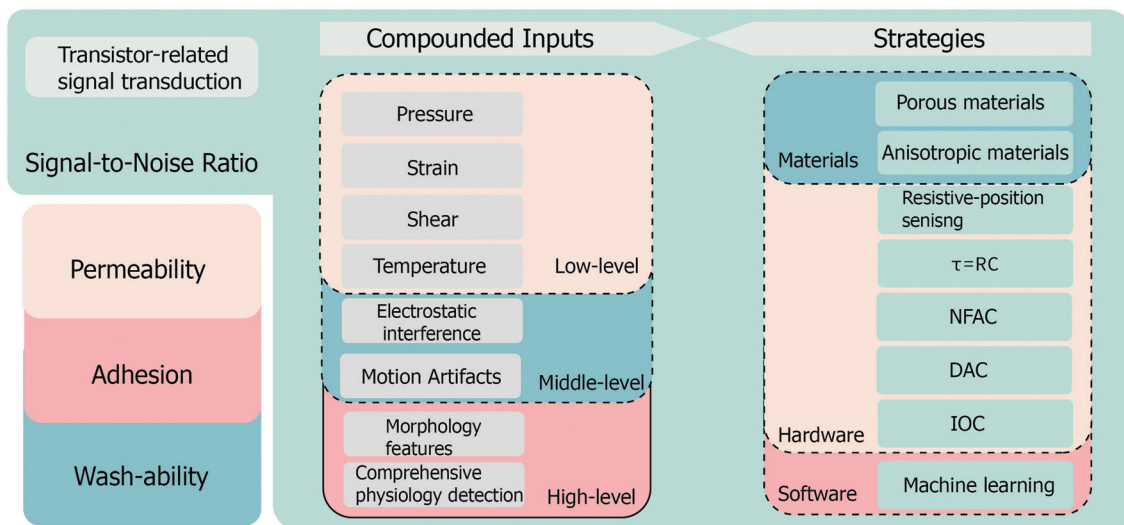 Transistor-related
signal transduction
Signal-to-Noise Ratio
Permeability
Adhesion
Wash-ability
Compounded Inputs
Pressure
Strain
Shear
Temperature
Low-level
Electrostatic
interference
Motion Artifacts
Middle-level
Morphology
features
Comprehensive
physiology detection
High-level
Strategies
Porous materials
Materials
Anisotropic materials
Resistive-position
senisng
τ=RC
NFAC
DAC
IOC
Hardware
Software
Machine learning